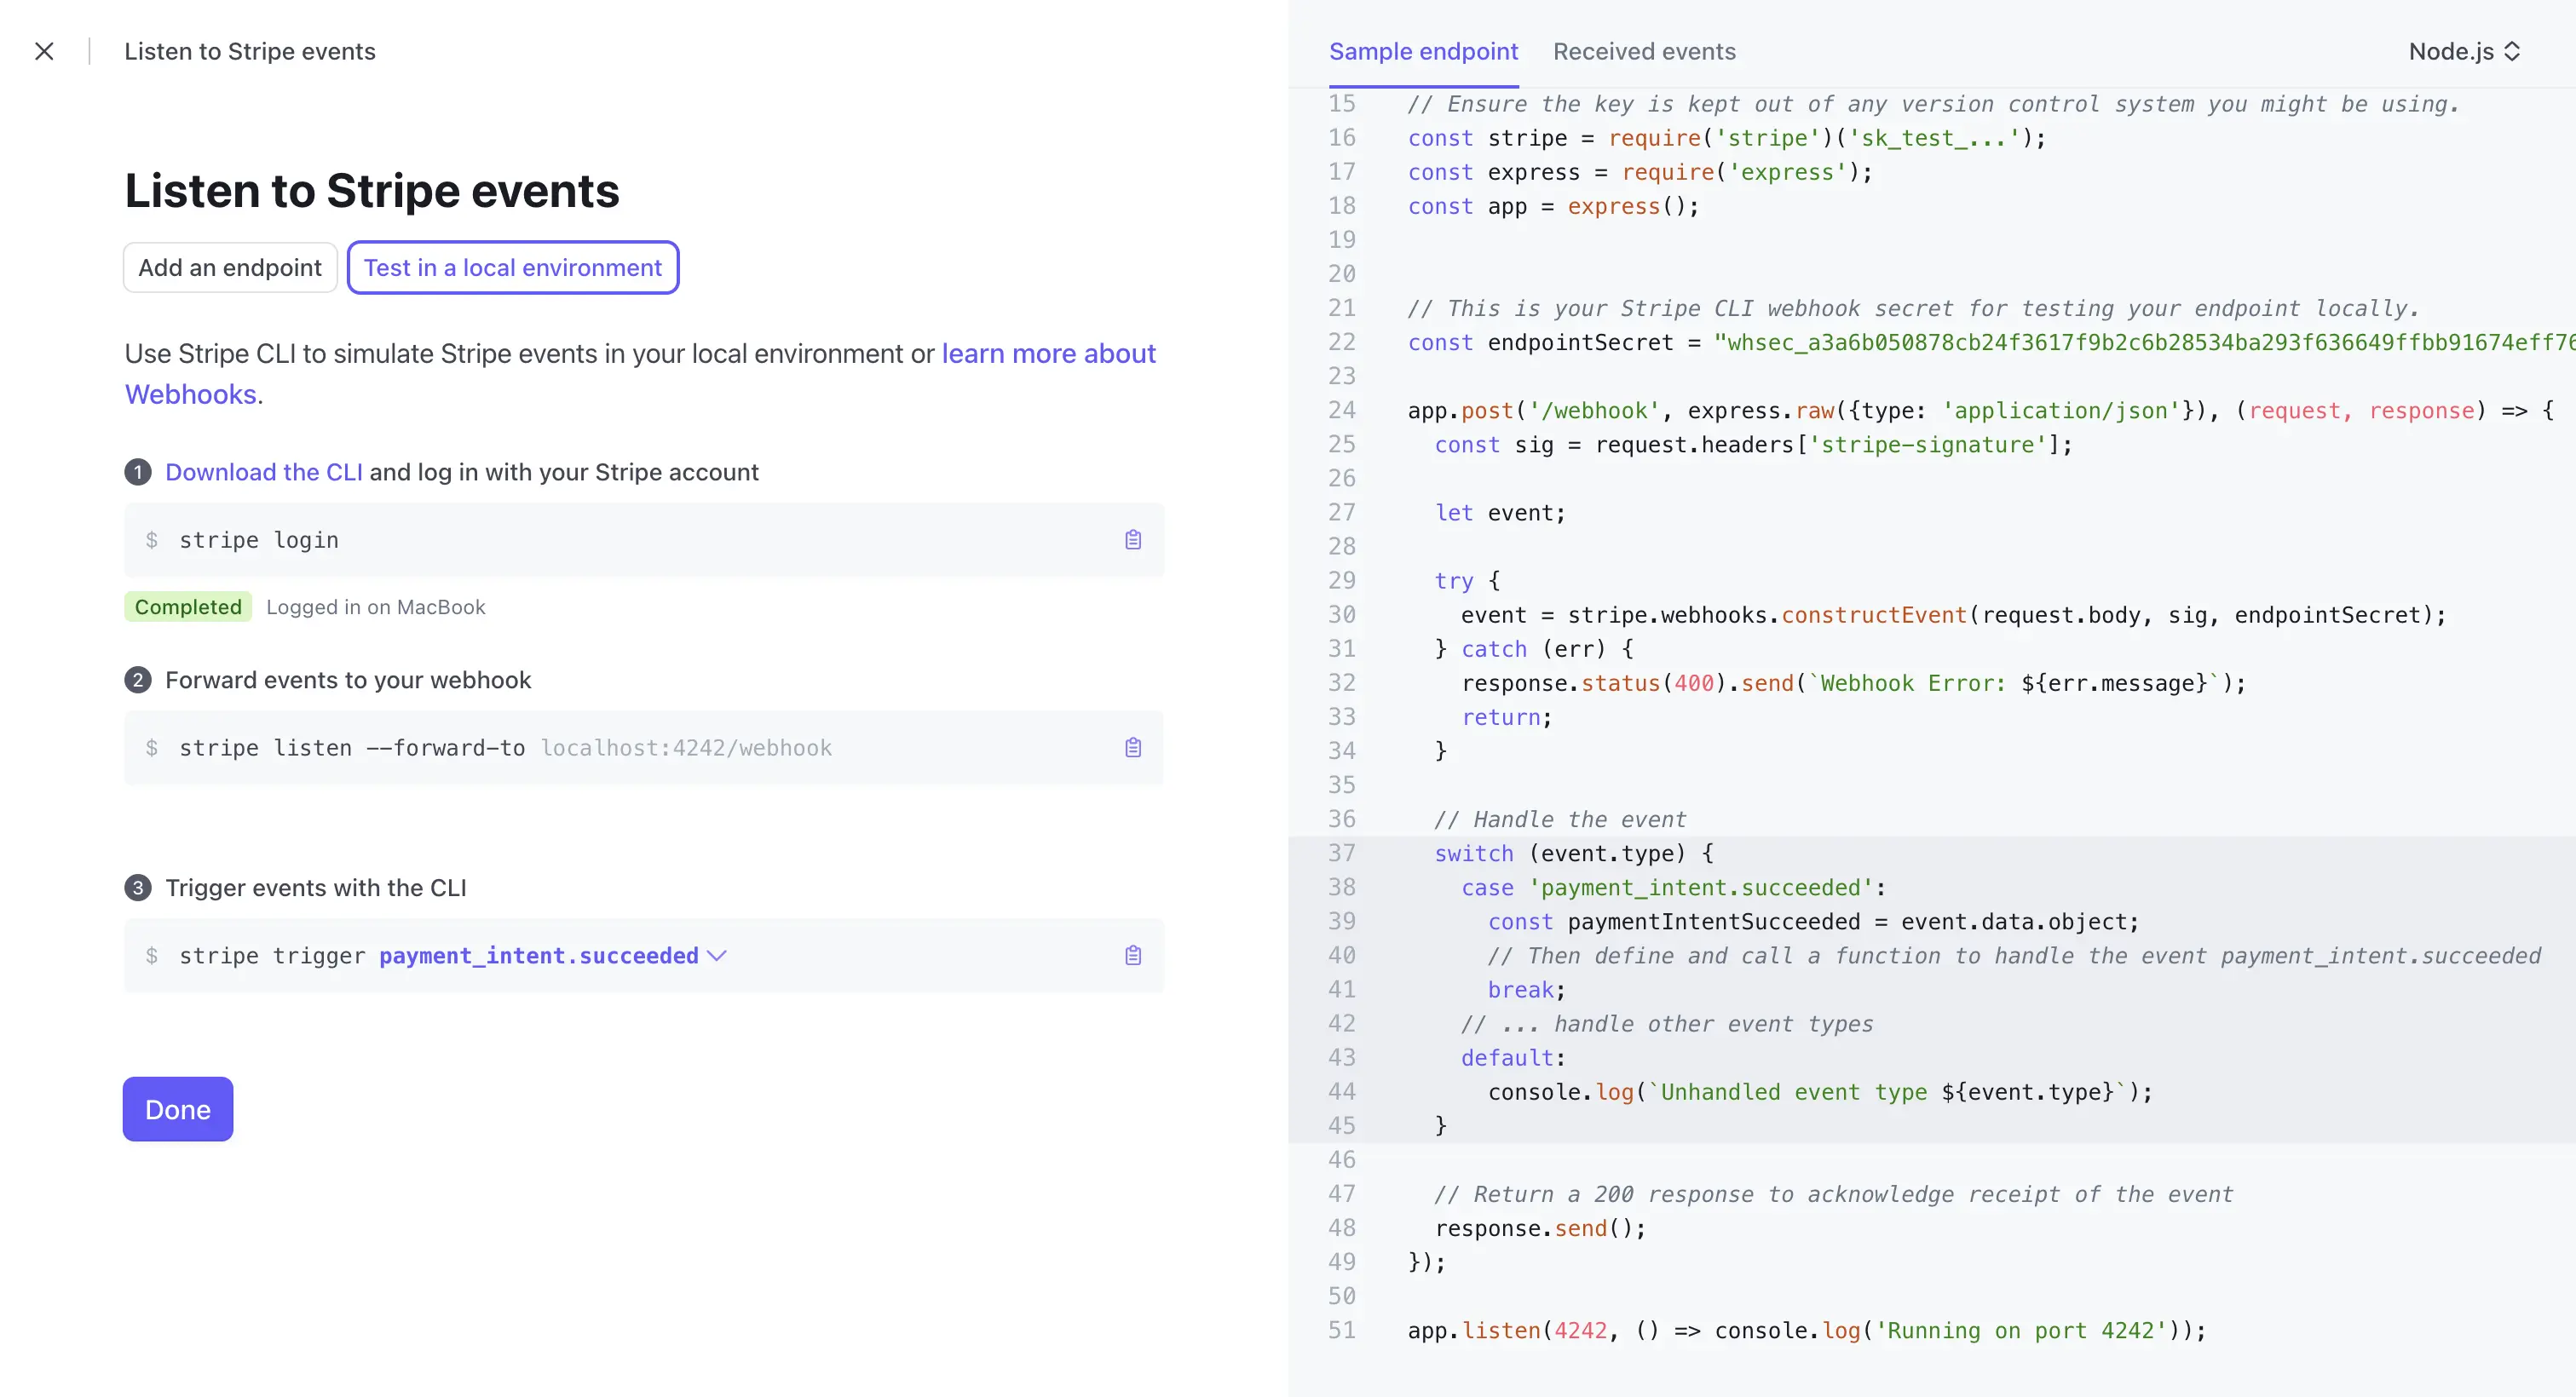 Listen to Stripe events
Listen to Stripe events
Add an endpoint
Test in a local environment
Use Stripe CLI to simulate Stripe events in your local environment or learn more about
Webhooks.
1 Download the CLI and log in with your Stripe account
$ stripe login
Completed Logged in on MacBook
2 Forward events to your webhook
$ stripe listen --forward-to localhost:4242/webhook
3 Trigger events with the CLI
$ stripe trigger payment_intent.succeeded
Done
Sample endpoint
Received events
Node.js
15 // Ensure the key is kept out of any version control system you might be using.
16 const stripe = require('stripe')('sk_test_...');
17 const express = require('express');
18 const app = express();
19
20
21 // This is your Stripe CLI webhook secret for testing your endpoint locally.
22 const endpointSecret = "whsec_a3a6b050878cb24f3617f9b2c6b28534ba293f636649ffbb91674eff76
23
24 app.post('/webhook', express.raw({type: 'application/json'}), (request, response) => {
25   const sig = request.headers['stripe-signature'];
26
27   let event;
28
29   try {
30     event = stripe.webhooks.constructEvent(request.body, sig, endpointSecret);
31   } catch (err) {
32     response.status(400).send(`Webhook Error: ${err.message}`);
33     return;
34   }
35
36   // Handle the event
37   switch (event.type) {
38     case 'payment_intent.succeeded':
39       const paymentIntentSucceeded = event.data.object;
40       // Then define and call a function to handle the event payment_intent.succeeded
41       break;
42     // ... handle other event types
43     default:
44       console.log(`Unhandled event type ${event.type}`);
45   }
46
47   // Return a 200 response to acknowledge receipt of the event
48   response.send();
49 });
50
51 app.listen(4242, () => console.log('Running on port 4242'));